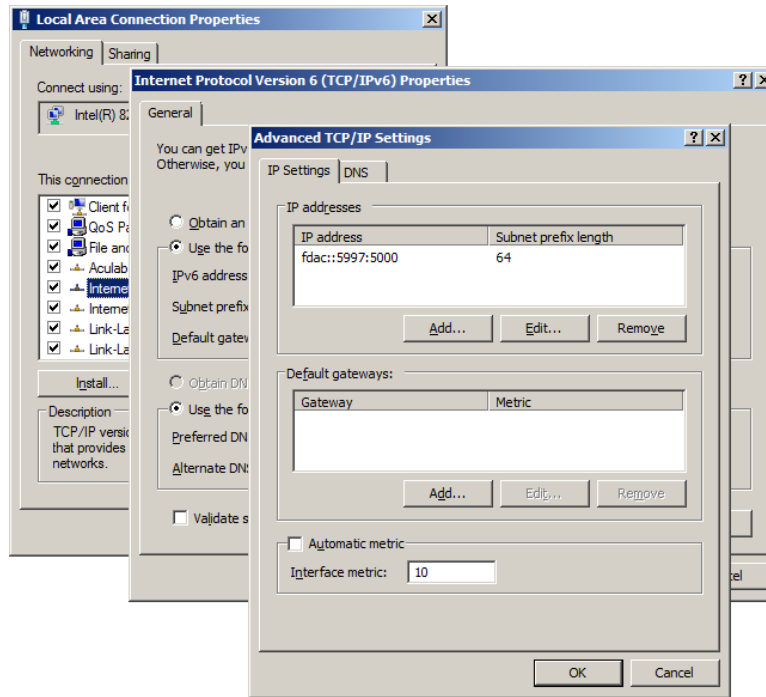 Local Area Connection Properties
Networking
Sharing
Connect using:
Intel(R) 82
This connection
Client f
QoS Pa
File and
Aculab
Interne
Interne
Link-La
Link-La
Install...
Description
TCP/IP versi
that provides
networks.
Internet Protocol Version 6 (TCP/IPv6) Properties
General
You can get IPv
Otherwise, you
Obtain an
Use the fo
IPv6 address
Subnet prefix
Default gatew
Obtain DN
Use the fo
Preferred DN
Alternate DNS
Validate s
cel
Advanced TCP/IP Settings
IP Settings
DNS
IP addresses
IP address Subnet prefix length
fdac::5997:5000 64
Add... Edit... Remove
Default gateways:
Gateway Metric
Add... Edit... Remove
Automatic metric
Interface metric: 10
OK Cancel